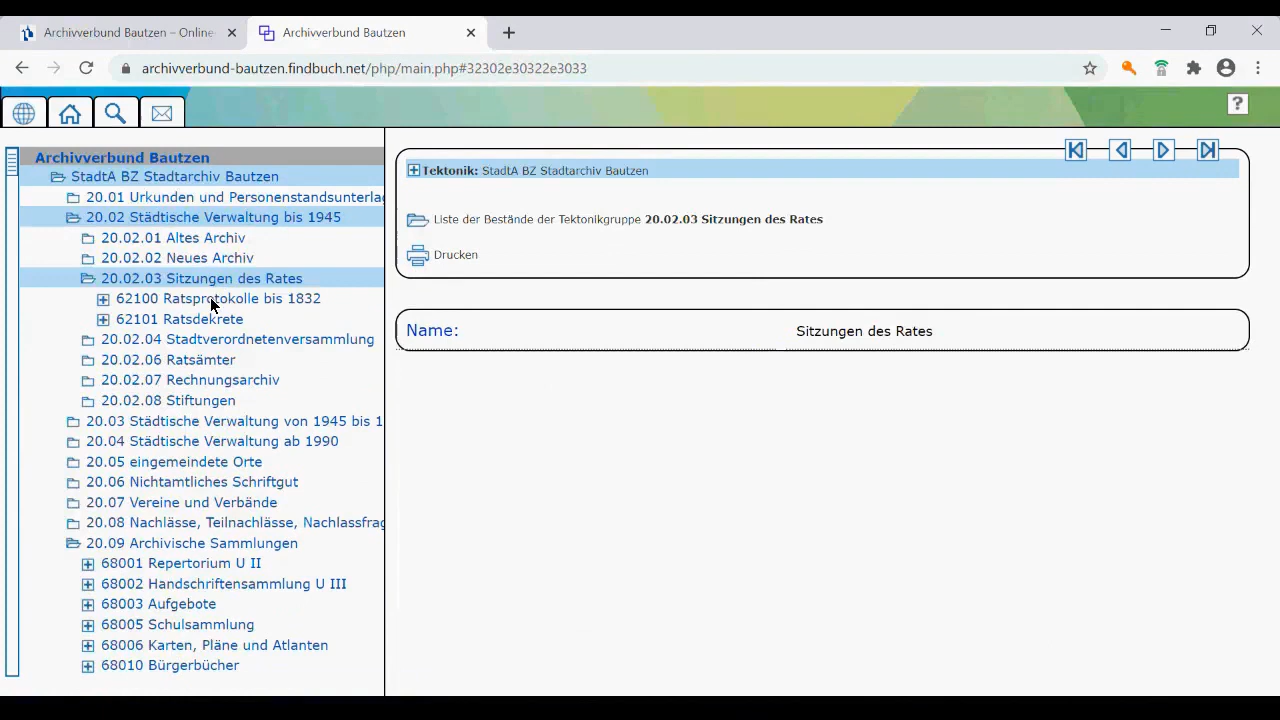 Archivverbund Bautzen – Online
Archivverbund Bautzen
archivverbund-bautzen.findbuch.net/php/main.php#32302e30322e3033
?
Archivverbund Bautzen
StadtA BZ Stadtarchiv Bautzen
20.01 Urkunden und Personenstandsunterlag
20.02 Städtische Verwaltung bis 1945
20.02.01 Altes Archiv
20.02.02 Neues Archiv
20.02.03 Sitzungen des Rates
62100 Ratsprotokolle bis 1832
62101 Ratsdekrete
20.02.04 Stadtverordnetenversammlung
20.02.06 Ratsämter
20.02.07 Rechnungsarchiv
20.02.08 Stiftungen
20.03 Städtische Verwaltung von 1945 bis 1
20.04 Städtische Verwaltung ab 1990
20.05 eingemeindete Orte
20.06 Nichtamtliches Schriftgut
20.07 Vereine und Verbände
20.08 Nachlässe, Teilnachlässe, Nachlassfrag
20.09 Archivische Sammlungen
68001 Repertorium U II
68002 Handschriftensammlung U III
68003 Aufgebote
68005 Schulsammlung
68006 Karten, Pläne und Atlanten
68010 Bürgerbücher
Tektonik: StadtA BZ Stadtarchiv Bautzen
Liste der Bestände der Tektonikgruppe 20.02.03 Sitzungen des Rates
Drucken
Name: Sitzungen des Rates